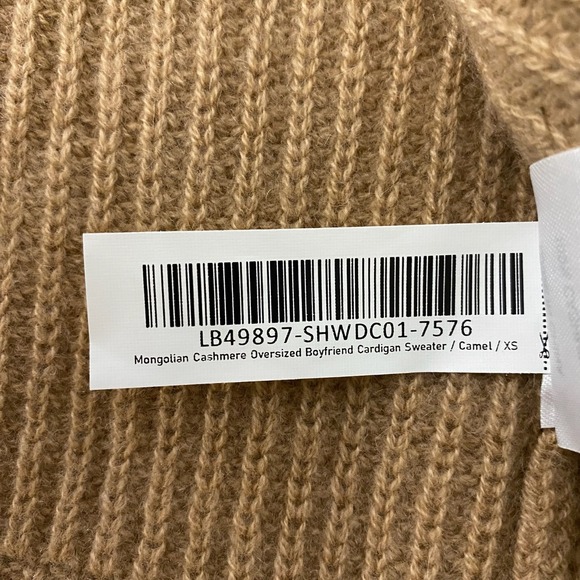 LB49897-SHWDC01-7576
Mongolian Cashmere Oversized Boyfriend Cardigan Sweater / Camel / XS